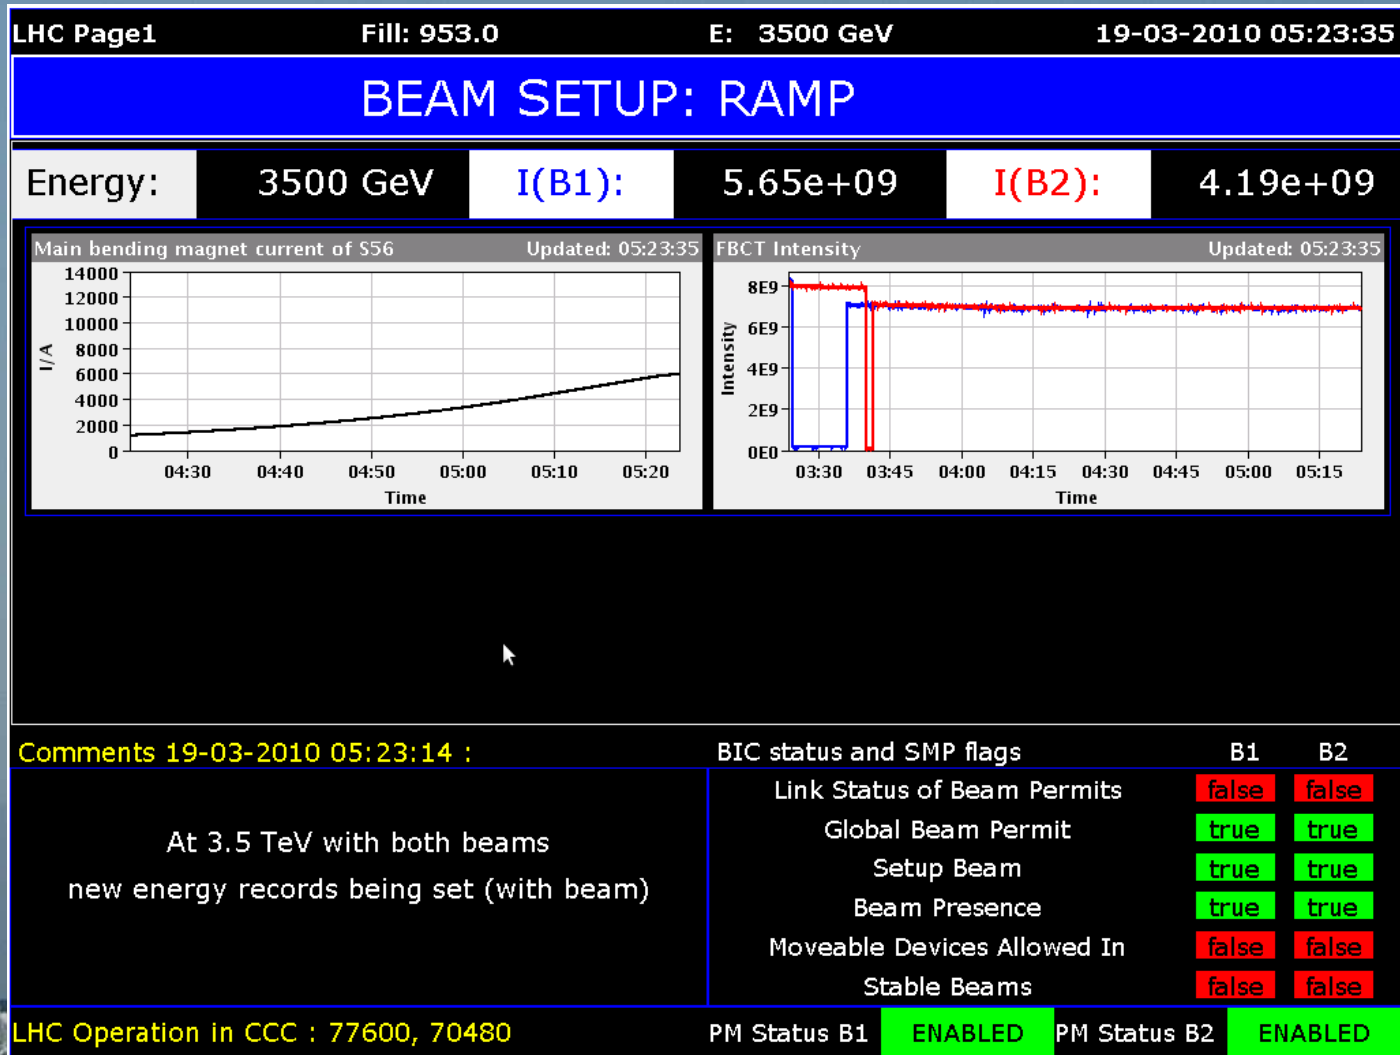 LHC Page1 Fill: 953.0 E: 3500 GeV 19-03-2010 05:23:35
BEAM SETUP: RAMP
Energy: 3500 GeV I(B1): 5.65e+09 I(B2): 4.19e+09
Main bending magnet current of S56 Updated: 05:23:35
14000
12000
10000
8000
6000
4000
2000
0
I/A
04:30 04:40 04:50 05:00 05:10 05:20
Time
FBCT Intensity Updated: 05:23:35
8E9
6E9
4E9
2E9
0E0
Intensity
03:30 03:45 04:00 04:15 04:30 04:45 05:00 05:15
Time
Comments 19-03-2010 05:23:14 :
At 3.5 TeV with both beams
new energy records being set (with beam)
BIC status and SMP flags B1 B2
Link Status of Beam Permits false false
Global Beam Permit true true
Setup Beam true true
Beam Presence true true
Moveable Devices Allowed In false false
Stable Beams false false
LHC Operation in CCC : 77600, 70480 PM Status B1 ENABLED PM Status B2 ENABLED